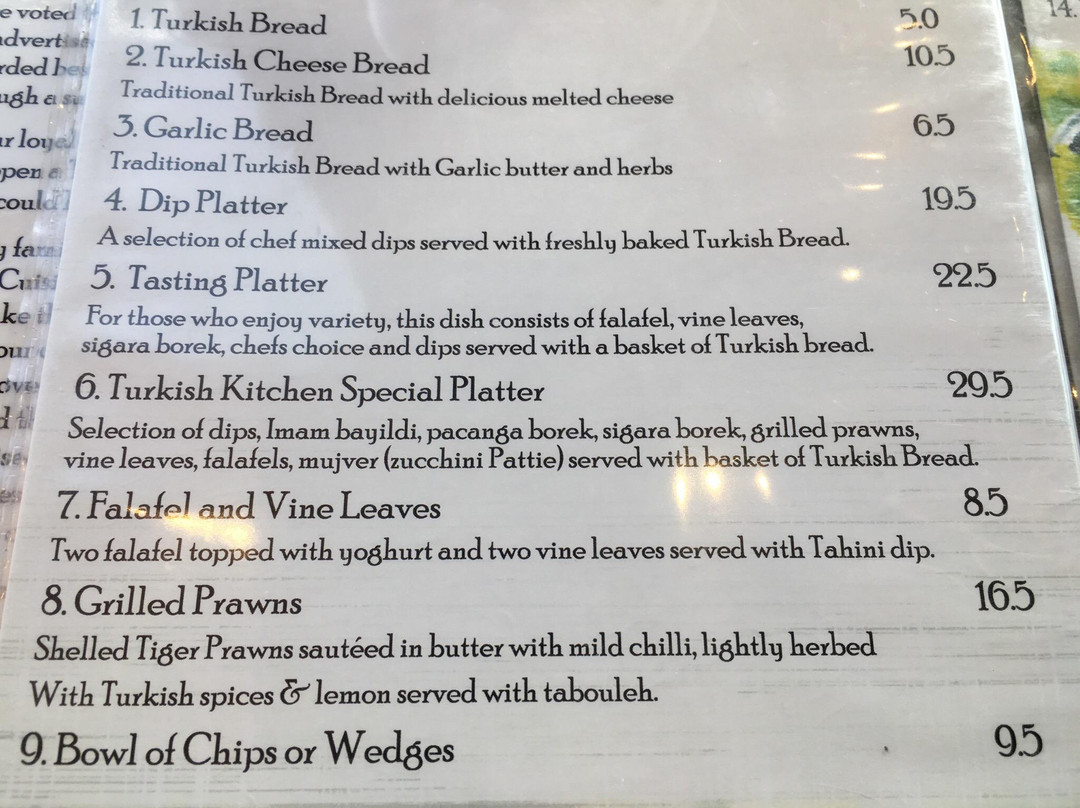 1. Turkish Bread 5.0
2. Turkish Cheese Bread 10.5
Traditional Turkish Bread with delicious melted cheese
3. Garlic Bread 6.5
Traditional Turkish Bread with Garlic butter and herbs
4. Dip Platter 19.5
A selection of chef mixed dips served with freshly baked Turkish Bread.
5. Tasting Platter 22.5
For those who enjoy variety, this dish consists of falafel, vine leaves,
sigara borek, chefs choice and dips served with a basket of Turkish bread.
6. Turkish Kitchen Special Platter 29.5
Selection of dips, Imam bayildi, pacanga borek, sigara borek, grilled prawns,
vine leaves, falafels, mujver (zucchini Pattie) served with basket of Turkish Bread.
7. Falafel and Vine Leaves 8.5
Two falafel topped with yoghurt and two vine leaves served with Tahini dip.
8. Grilled Prawns 16.5
Shelled Tiger Prawns sautéed in butter with mild chilli, lightly herbed
With Turkish spices & lemon served with tabouleh.
9. Bowl of Chips or Wedges 9.5
14.
voted